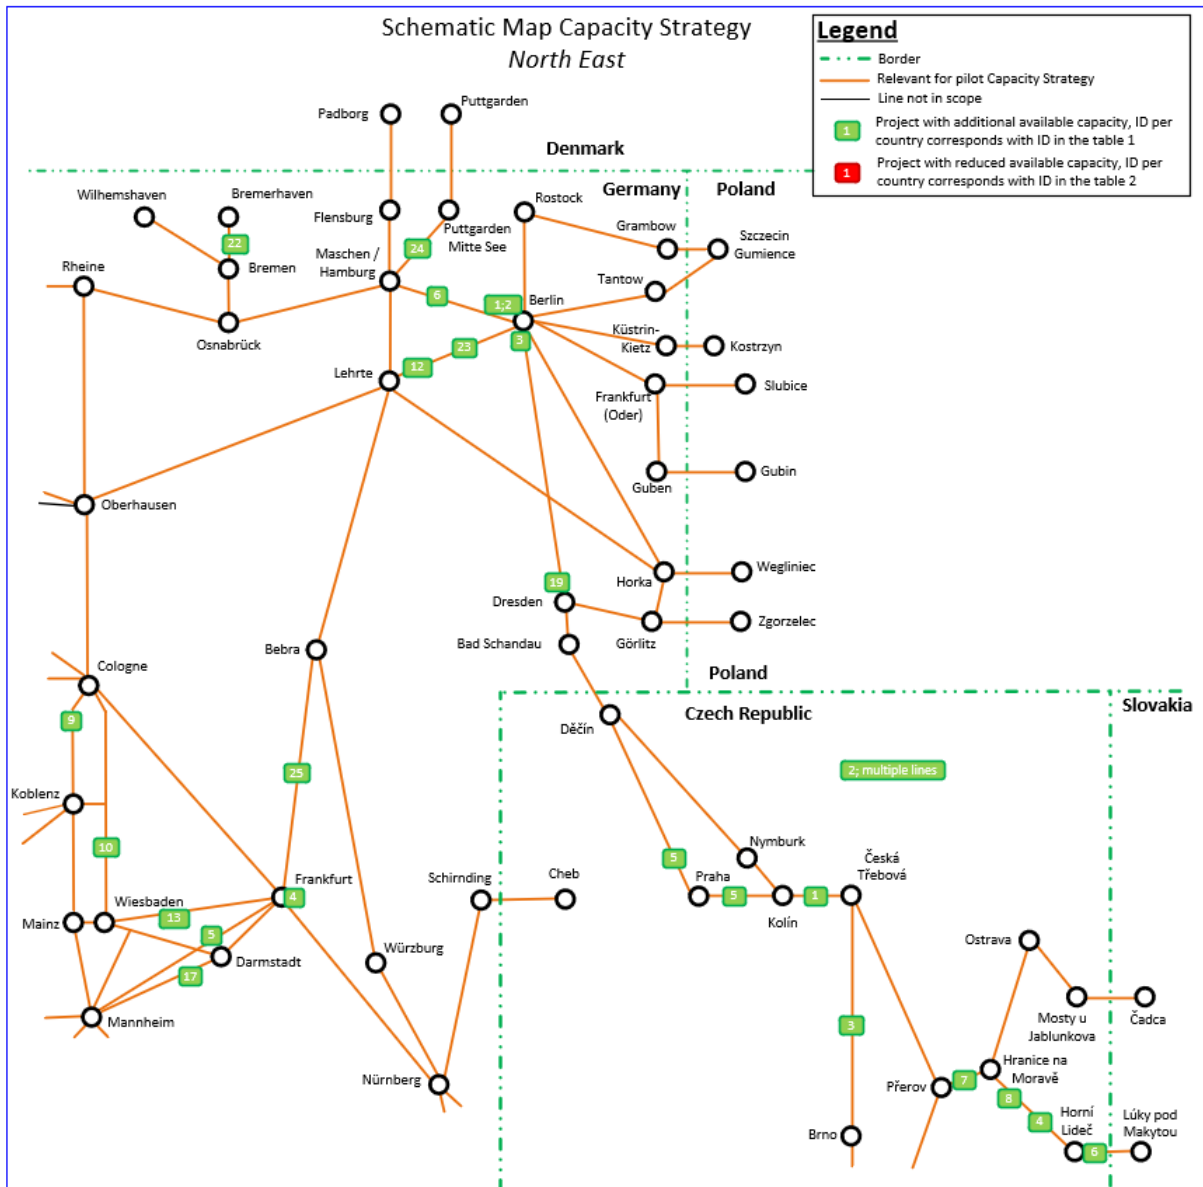 Schematic Map Capacity Strategy
North East
Legend
Border
Relevant for pilot Capacity Strategy
Line not in scope
1
Project with additional available capacity, ID per
country corresponds with ID in the table 1
1
Project with reduced available capacity, ID per
country corresponds with ID in the table 2
Padborg
Puttgarden
Denmark
Germany
Poland
Wilhemshaven
Bremerhaven
Flensburg
Puttgarden
Mitte See
Rostock
Grambow
Szczecin
Gumience
22
24
Bremen
Maschen /
Hamburg
Rheine
Tantow
6
1;2
Berlin
Osnabrück
3
Küstrin-
Kietz
Kostrzyn
23
12
Lehrte
Frankfurt
(Oder)
Slubice
Guben
Gubin
Oberhausen
Horka
Wegliniec
19
Dresden
Görlitz
Zgorzelec
Bad Schandau
Bebra
Cologne
Poland
Czech Republic
Slovakia
9
Děčín
25
2; multiple lines
Koblenz
10
Nymburk
5
Praha
5
Kolín
1
Česká
Třebová
Frankfurt
4
Schirnding
Cheb
Wiesbaden
Mainz
13
5
Darmstadt
17
Würzburg
Ostrava
Mannheim
3
Mosty u
Jablunkova
Čadca
Nürnberg
Přerov
7
Hranice na
Moravě
8
4
Horní
Lideč
6
Lúky pod
Makytou
Brno